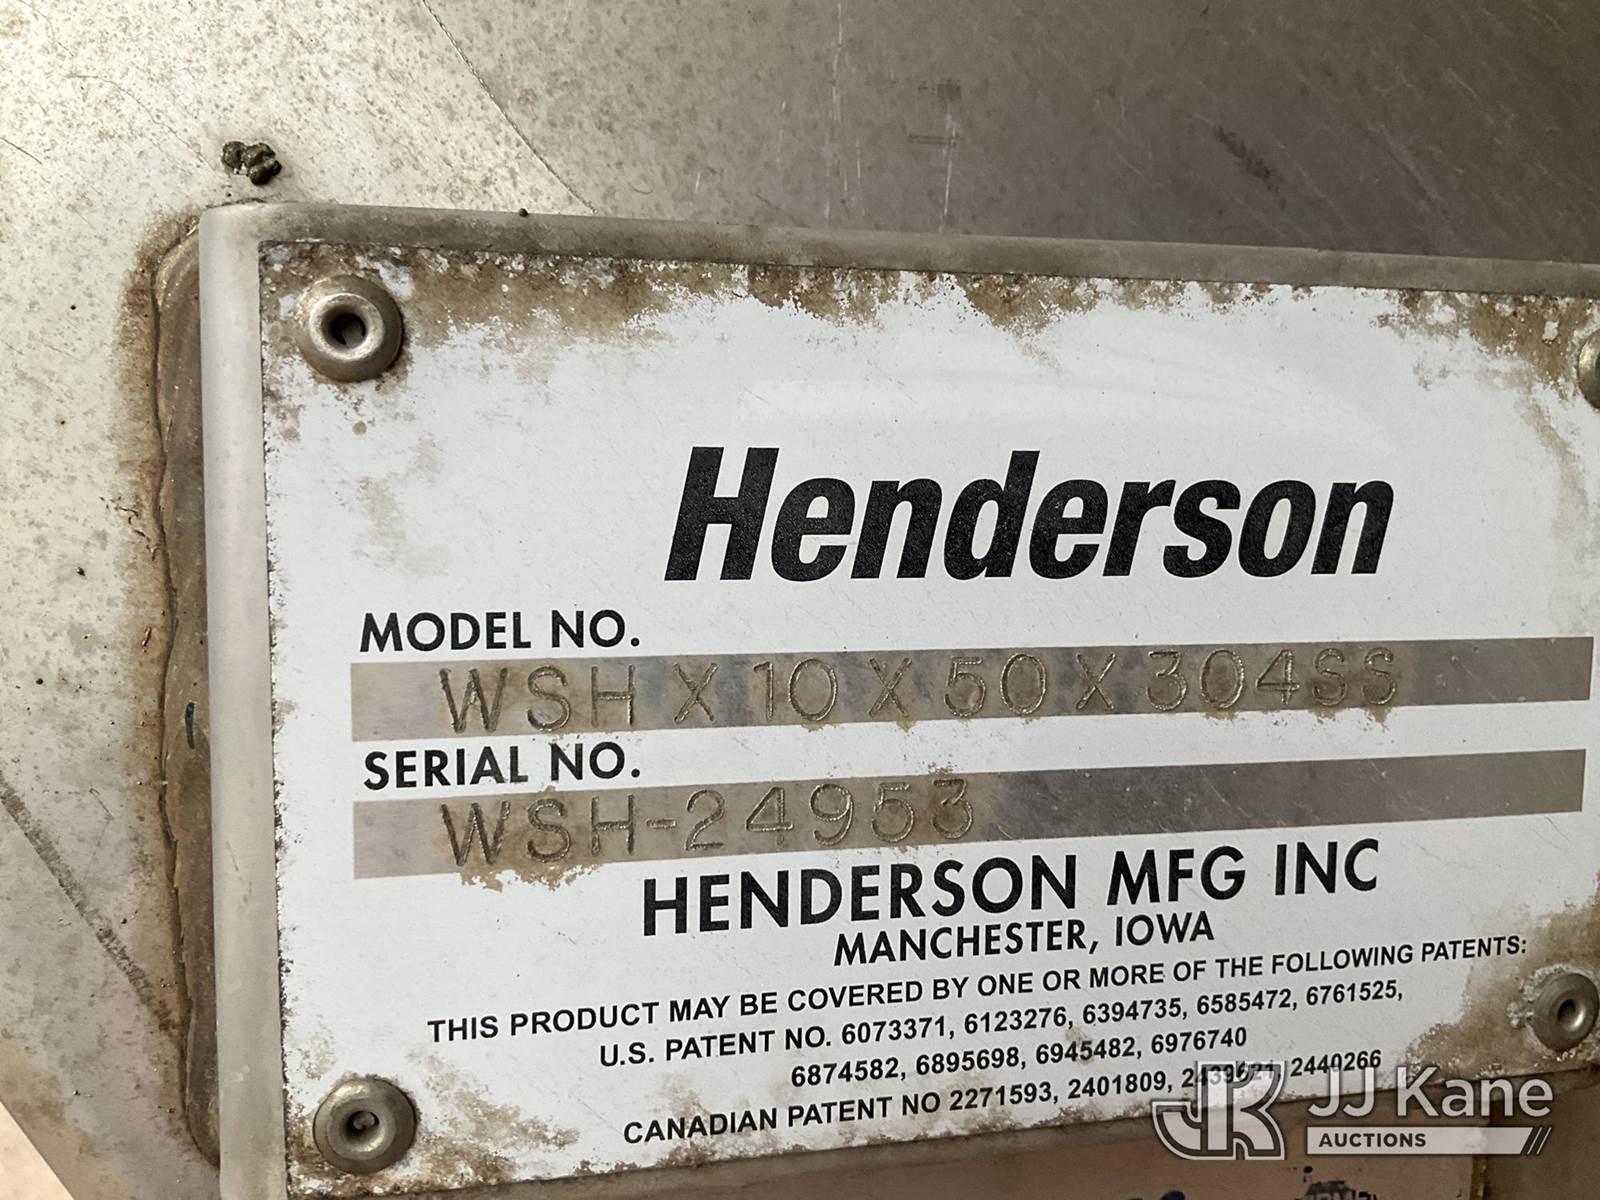 Henderson
MODEL NO.
WSH X 10 X 50 X 304SS
SERIAL NO.
WSH-24953
HENDERSON MFG INC
MANCHESTER, IOWA
THIS PRODUCT MAY BE COVERED BY ONE OR MORE OF THE FOLLOWING PATENTS:
U.S. PATENT NO. 6073371, 6123276, 6394735, 6585472, 6761525,
6874582, 6895698, 6945482, 6976740
CANADIAN PATENT NO 2271593, 2401809, 2440266
JJ Kane
AUCTIONS